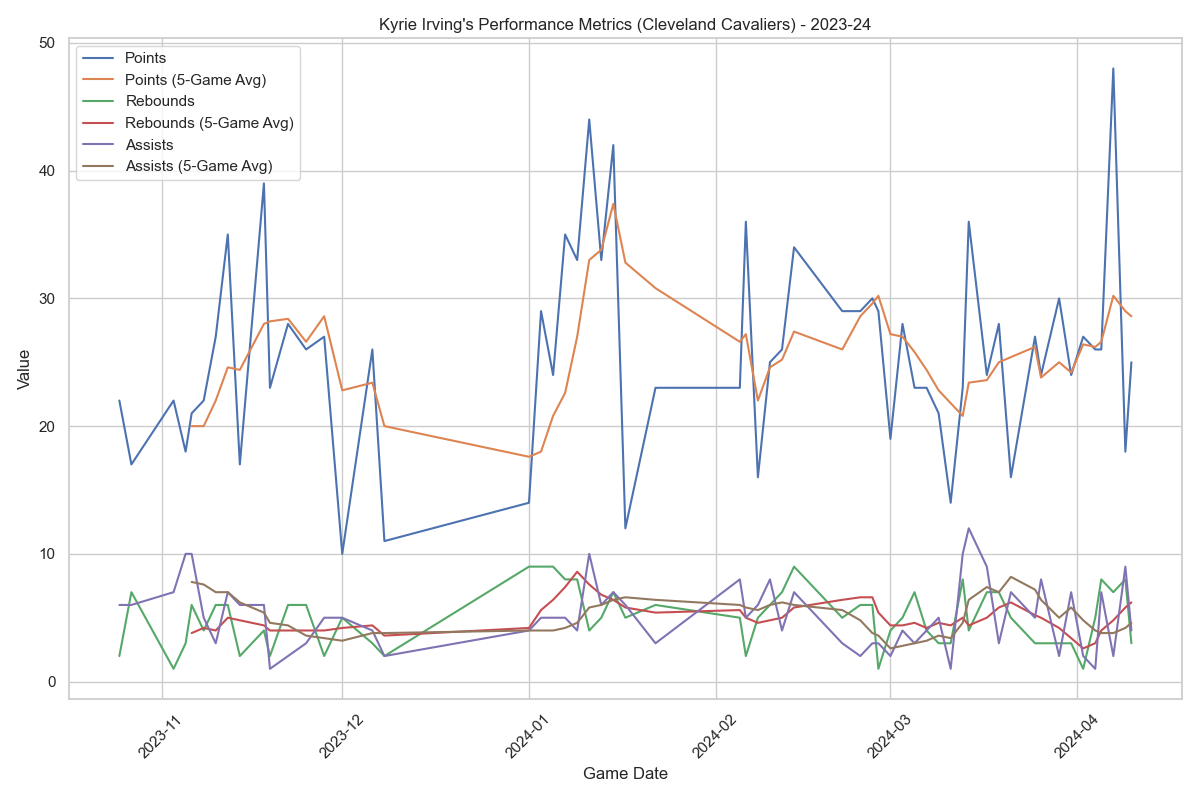 Kyrie Irving's Performance Metrics (Cleveland Cavaliers) - 2023-24
50
40
30
20
10
0
Value
Points
Points (5-Game Avg)
Rebounds
Rebounds (5-Game Avg)
Assists
Assists (5-Game Avg)
2023-11
2023-12
2024-01
2024-02
2024-03
2024-04
Game Date